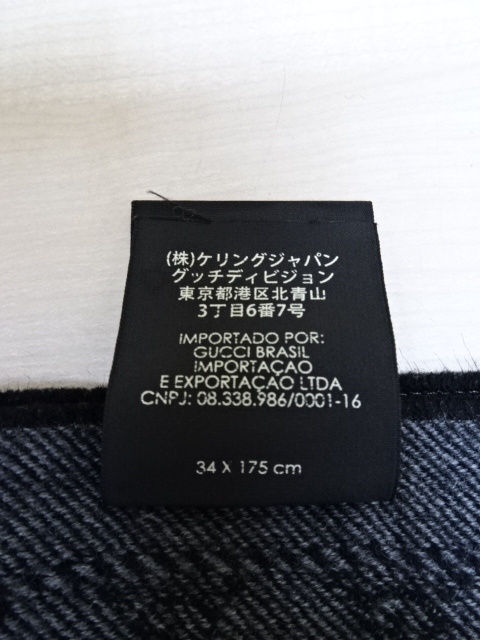 (株)ケリングジャパン
グッチディビジョン
東京都港区北青山
3丁目6番7号
IMPORTADO POR:
GUCCI BRASIL
IMPORTAÇAO
E EXPORTAÇAO LTDA
CNPJ: 08.338.986/0001-16
34 X 175 cm